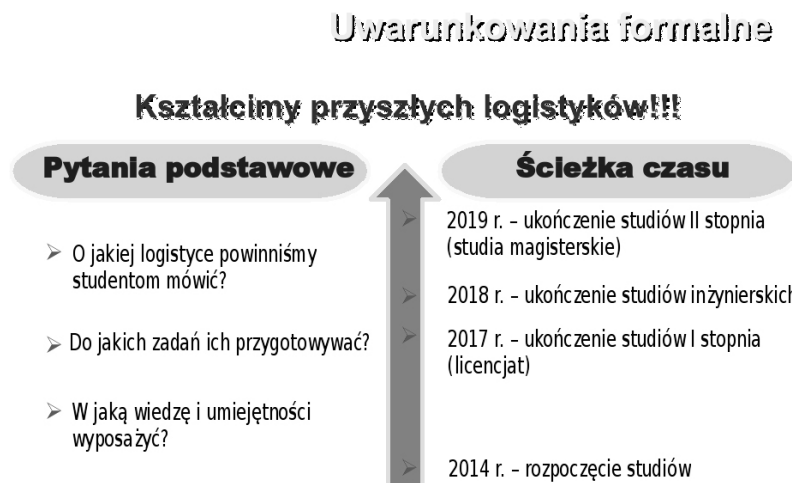 Uwarunkowania formalne
Kształcimy przyszłych logistyków!!!
Pytania podstawowe
O jakiej logistyce powinniśmy
studentom mówić?
Do jakich zadań ich przygotowywać?
W jaką wiedzę i umiejętności
wyposażyć?
Ścieżka czasu
2019 r. – ukończenie studiów II stopnia
(studia magisterskie)
2018 r. – ukończenie studiów inżynierskich
2017 r. – ukończenie studiów I stopnia
(licencjat)
2014 r. – rozpoczęcie studiów